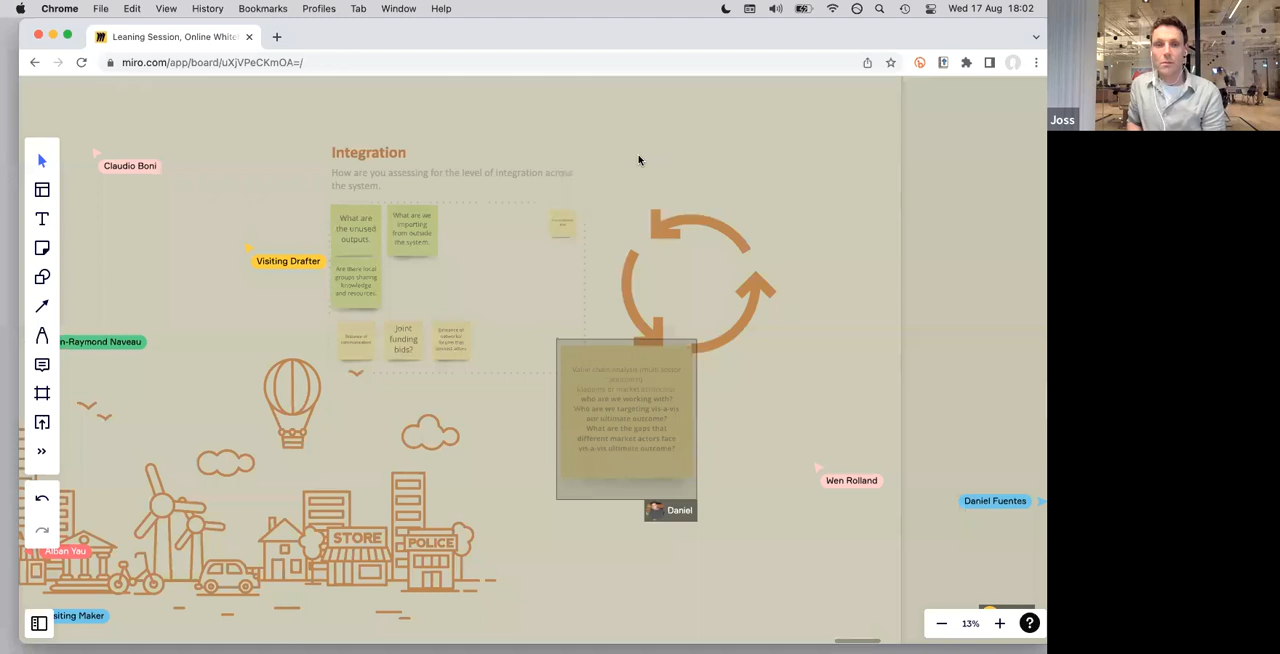 Chrome File Edit View History Bookmarks Profiles Tab Window Help
Wed 17 Aug 18:02
Leaning Session, Online White
miro.com/app/board/uXjVPeCKmOA=/
Joss
Claudio Boni
Integration
How are you assessing for the level of integration across
the system.
What are
the unused
outputs.
What are we
importing
from outside
the system.
Visiting Drafter
Are there local
groups sharing
knowledge
and resources.
n-Raymond Naveau
Joint
funding
bids?
who are we working with?
Who are we targeting vis-a-vis
our ultimate outcome?
What are the gaps that
different market actors face
vis-a-vis ultimate outcome?
Wen Rolland
Daniel Fuentes
Daniel
STORE
POLICE
Alban Yau
siting Maker
13%
?